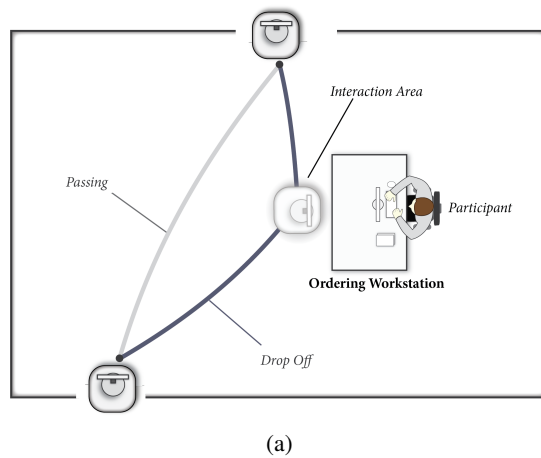 Interaction Area
Passing
Participant
Ordering Workstation
Drop Off
(a)